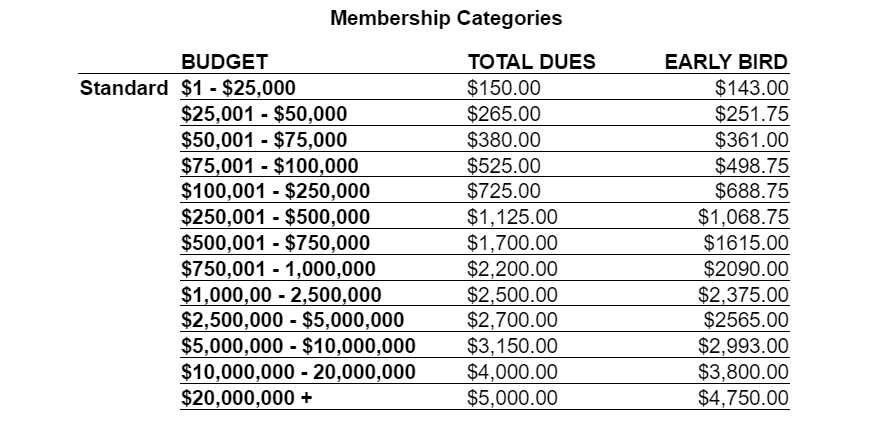 Membership Categories
BUDGET TOTAL DUES EARLY BIRD
Standard $1 - $25,000 $150.00 $143.00
$25,001 - $50,000 $265.00 $251.75
$50,001 - $75,000 $380.00 $361.00
$75,001 - $100,000 $525.00 $498.75
$100,001 - $250,000 $725.00 $688.75
$250,001 - $500,000 $1,125.00 $1,068.75
$500,001 - $750,000 $1,700.00 $1615.00
$750,001 - 1,000,000 $2,200.00 $2090.00
$1,000,00 - 2,500,000 $2,500.00 $2,375.00
$2,500,000 - $5,000,000 $2,700.00 $2565.00
$5,000,000 - $10,000,000 $3,150.00 $2,993.00
$10,000,000 - 20,000,000 $4,000.00 $3,800.00
$20,000,000 + $5,000.00 $4,750.00